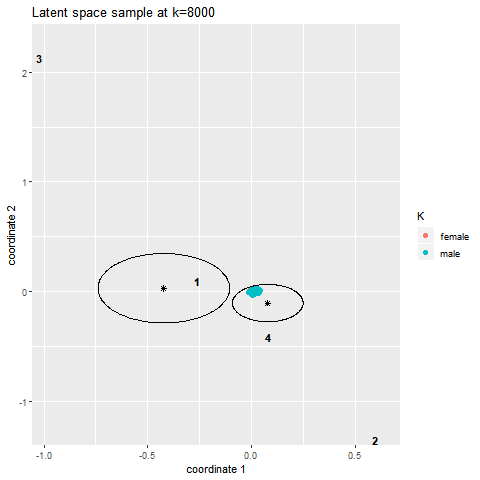 Latent space sample at k=8000
3
2
1
1
4
0
-1
2
-1.0
-0.5
0.0
0.5
coordinate 1
coordinate 2
K
female
male